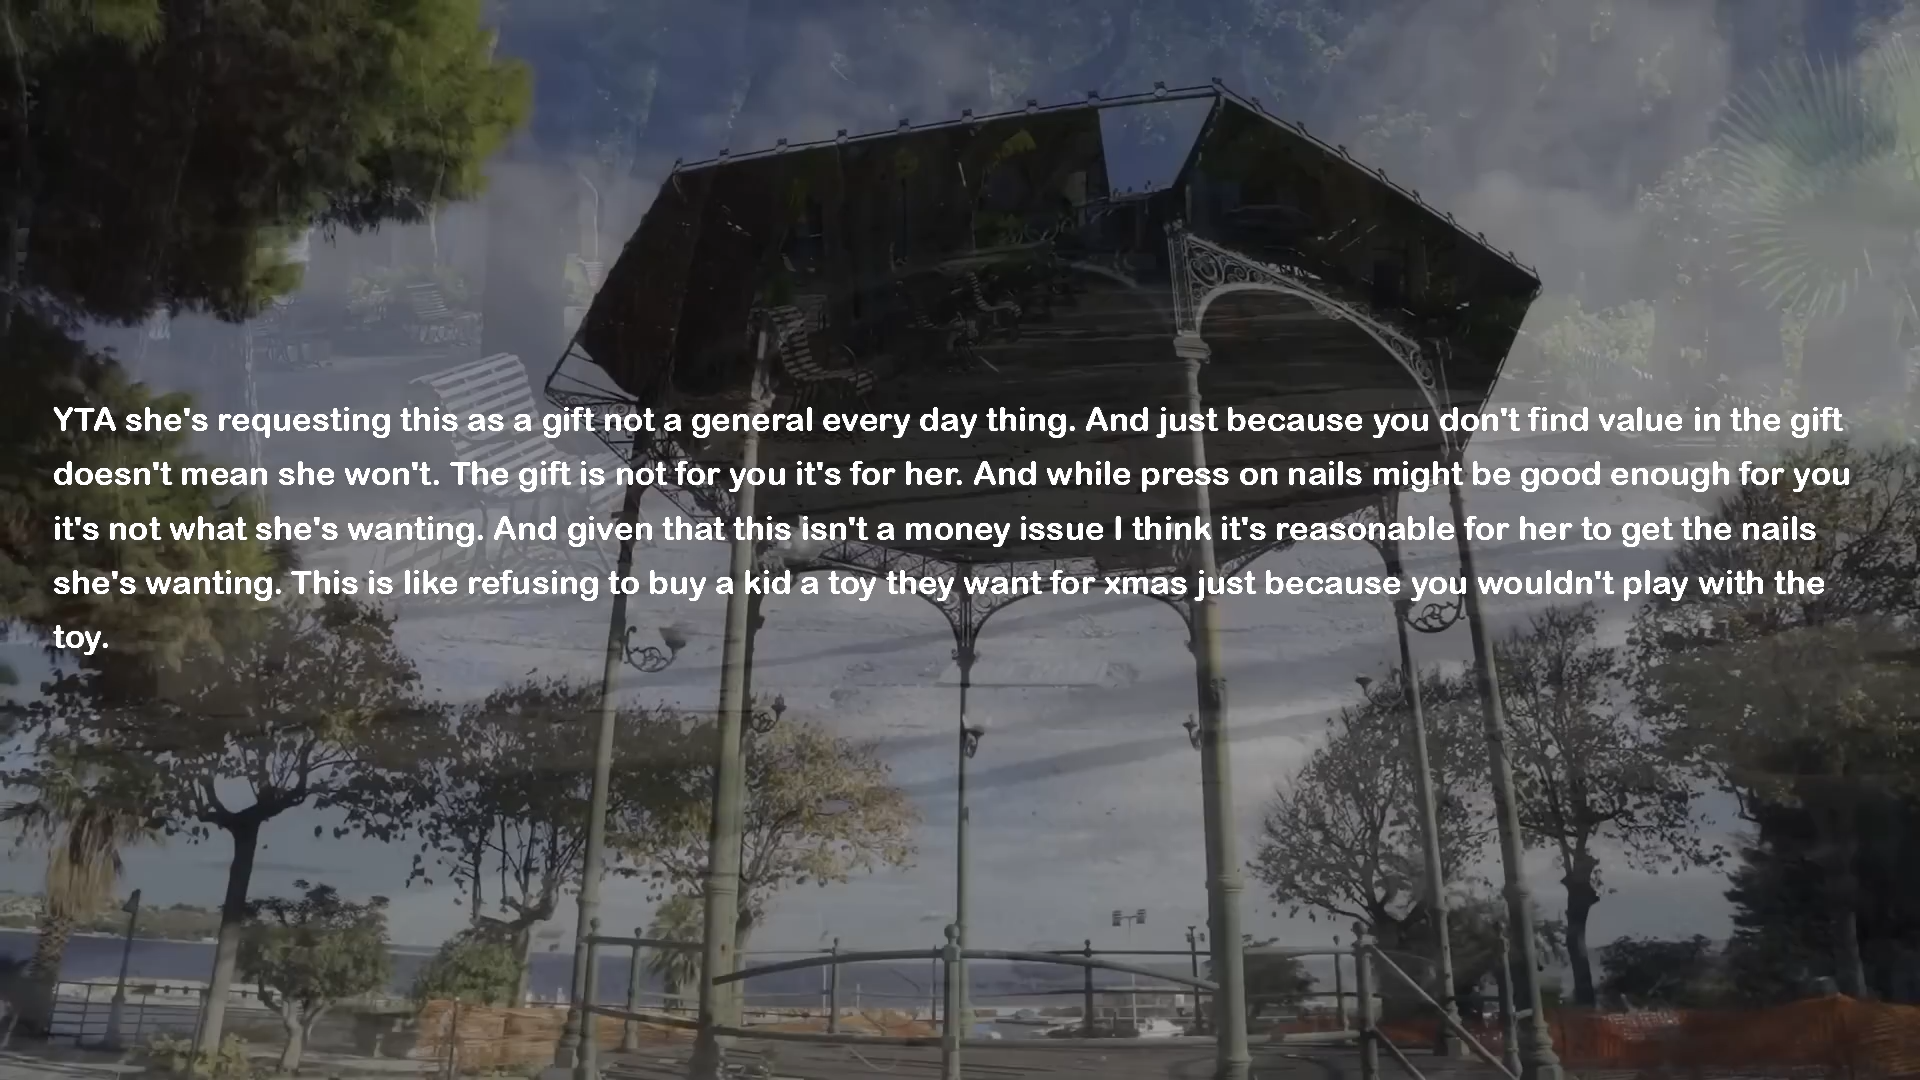 YTA she's requesting this as a gift not a general every day thing. And just because you don't find value in the gift
doesn't mean she won't. The gift is not for you it's for her. And while press on nails might be good enough for you
it's not what she's wanting. And given that this isn't a money issue I think it's reasonable for her to get the nails
she's wanting. This is like refusing to buy a kid a toy they want for xmas just because you wouldn't play with the
toy.